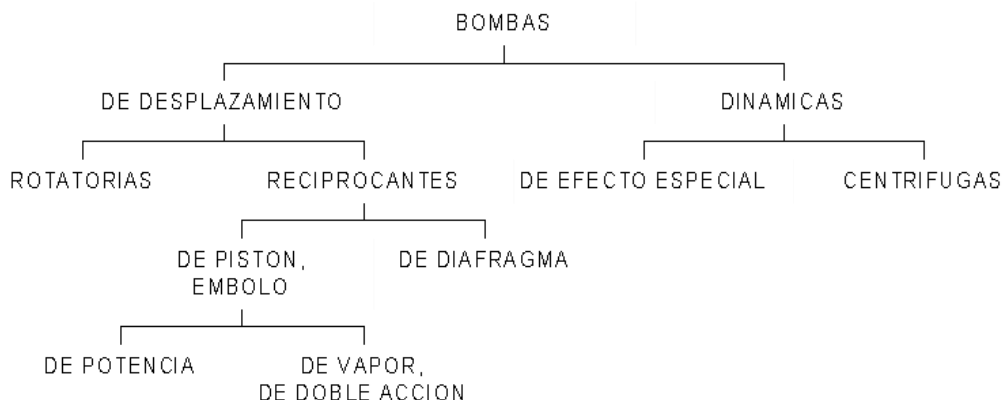 BOMBAS
DE DESPLAZAMIENTO
DINAMICAS
ROTATORIAS
RECIPROCANTES
DE EFECTO ESPECIAL
CENTRIFUGAS
DE PISTON,
EMBOLO
DE DIAFRAGMA
DE POTENCIA
DE VAPOR,
DE DOBLE ACCION